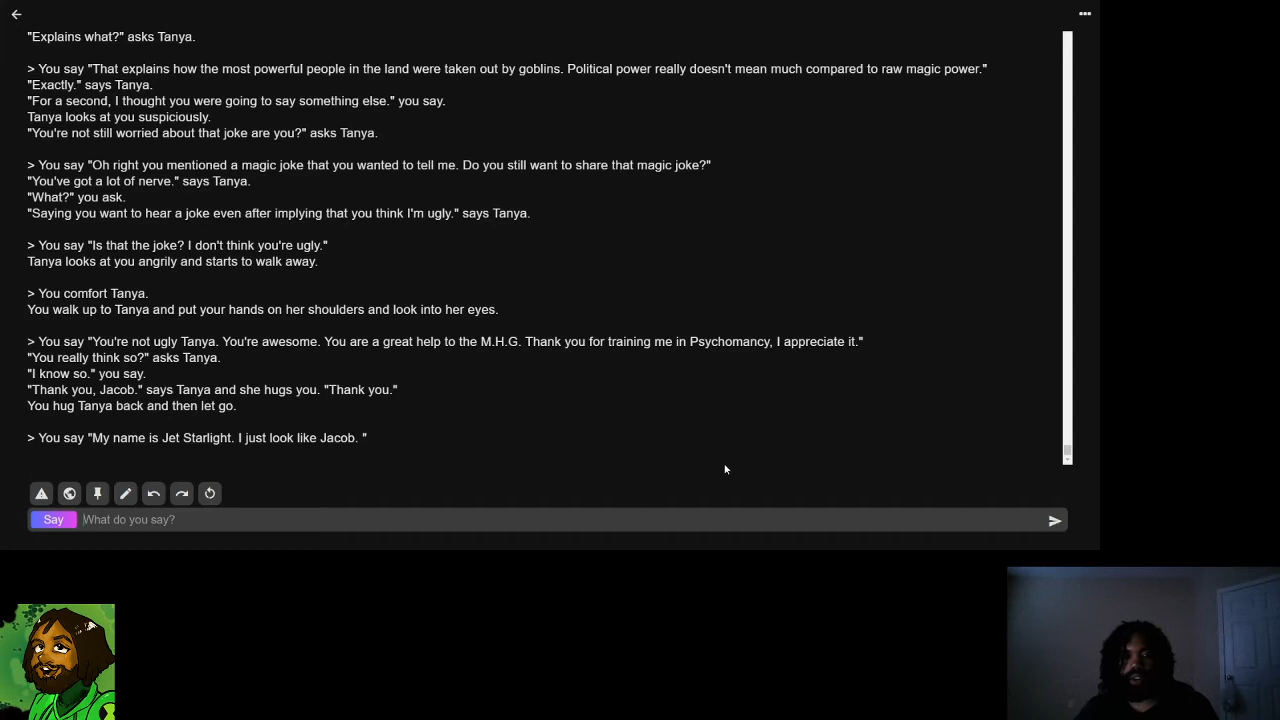 "Explains what?" asks Tanya.
> You say "That explains how the most powerful people in the land were taken out by goblins. Political power really doesn't mean much compared to raw magic power."
"Exactly." says Tanya.
"For a second, I thought you were going to say something else." you say.
Tanya looks at you suspiciously.
"You're not still worried about that joke are you?" asks Tanya.
> You say "Oh right you mentioned a magic joke that you wanted to tell me. Do you still want to share that magic joke?"
"You've got a lot of nerve." says Tanya.
"What?" you ask.
"Saying you want to hear a joke even after implying that you think I'm ugly." says Tanya.
> You say "Is that the joke? I don't think you're ugly."
Tanya looks at you angrily and starts to walk away.
> You comfort Tanya.
You walk up to Tanya and put your hands on her shoulders and look into her eyes.
> You say "You're not ugly Tanya. You're awesome. You are a great help to the M.H.G. Thank you for training me in Psychomancy, I appreciate it."
"You really think so?" asks Tanya.
"I know so." you say.
"Thank you, Jacob." says Tanya and she hugs you. "Thank you."
You hug Tanya back and then let go.
> You say "My name is Jet Starlight. I just look like Jacob. "
Say What do you say?